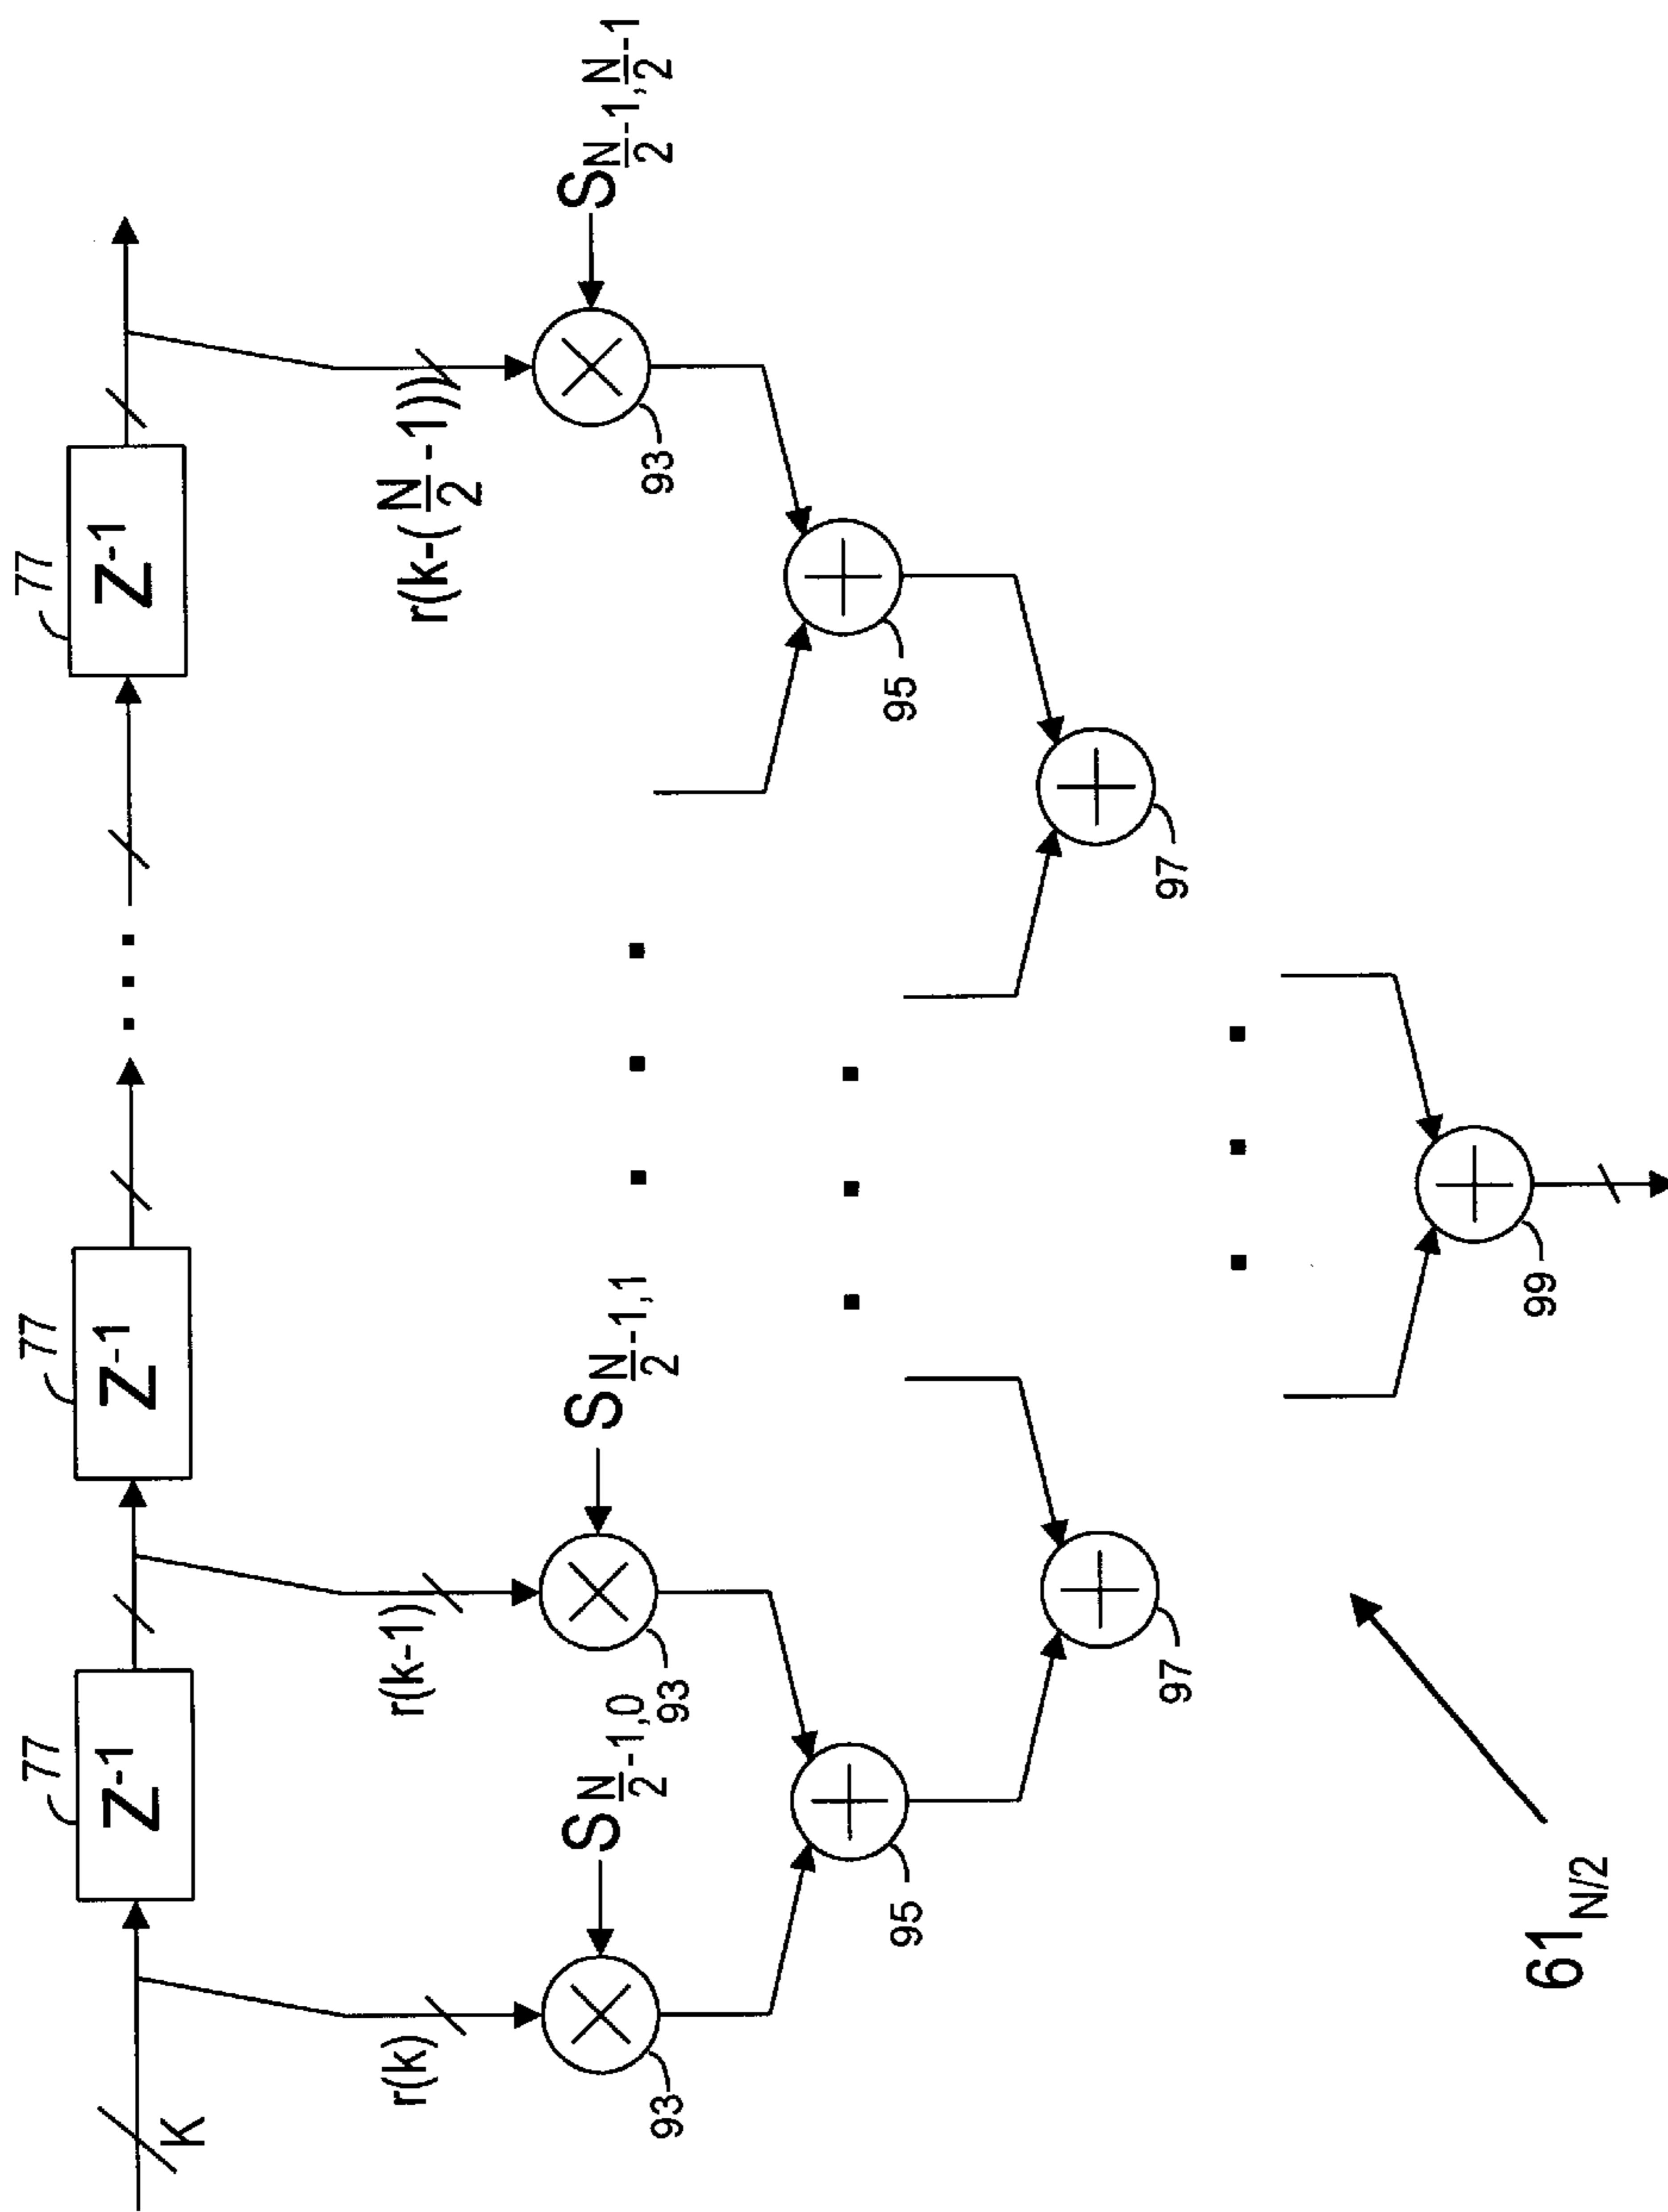 77
77
77
Z⁻¹
Z⁻¹
Z⁻¹
K
r(k)
r(k-1)
r(k-(N/2-1))
S N/2-1,0
S N/2-1,1
S N/2-1,N/2-1
93
93
93
95
95
97
97
99
61 N/2